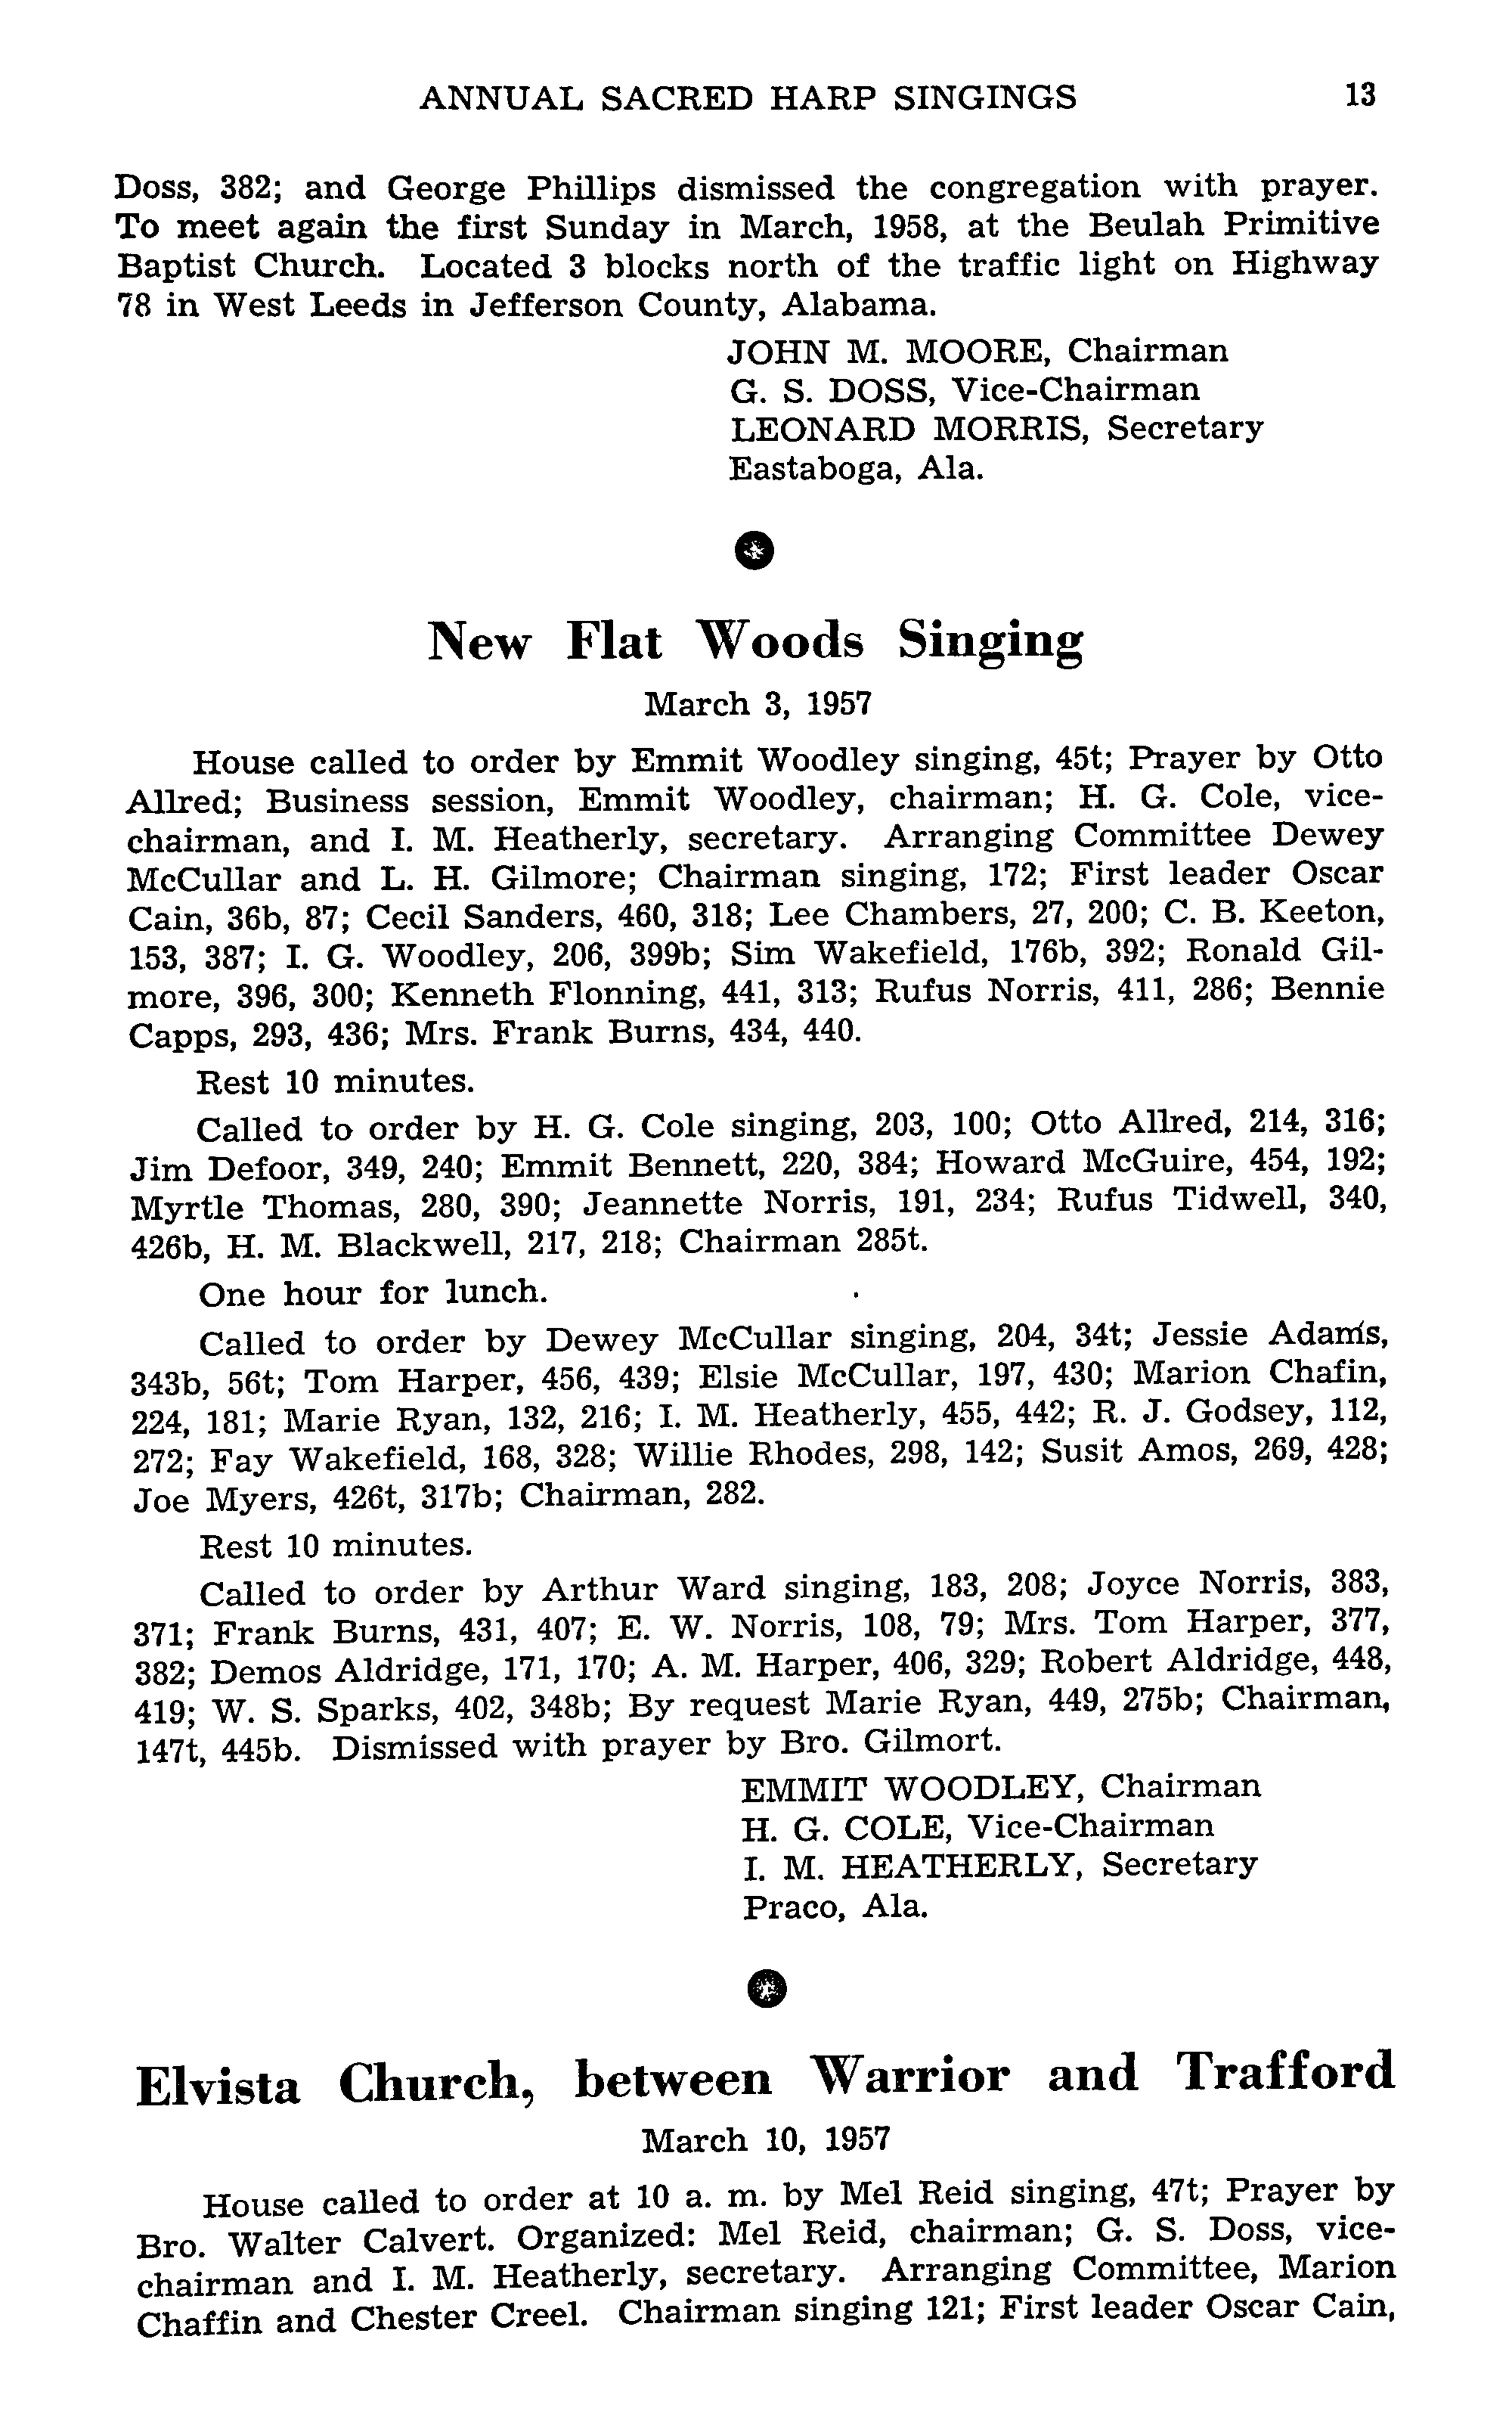 ANNUAL SACRED HARP SINGINGS 13
Doss, 382; and George Phillips dismissed the congregation with prayer.
To meet again the first Sunday in March, 1958, at the Beulah Primitive
Baptist Church. Located 3 blocks north of the traffic light on Highway
78 in West Leeds in Jefferson County, Alabama.
JOHN M. MOORE, Chairman
G. S. DOSS, Vice-Chairman
LEONARD MORRIS, Secretary
Eastaboga, Ala.
New Flat Woods Singing
March 3, 1957
House called to order by Emmit Woodley singing, 45t; Prayer by Otto
Allred; Business session, Emmit Woodley, chairman; H. G. Cole, vice-
chairman, and I. M. Heatherly, secretary. Arranging Committee Dewey
McCullar and L. H. Gilmore; Chairman singing, 172; First leader Oscar
Cain, 36b, 87; Cecil Sanders, 460, 318; Lee Chambers, 27, 200; C. B. Keeton,
153, 387; I. G. Woodley, 206, 399b; Sim Wakefield, 176b, 392; Ronald Gil-
more, 396, 300; Kenneth Flonning, 441, 313; Rufus Norris, 411, 286; Bennie
Capps, 293, 436; Mrs. Frank Burns, 434, 440.
Rest 10 minutes.
Called to order by H. G. Cole singing, 203, 100; Otto Allred, 214, 316;
Jim Defoor, 349, 240; Emmit Bennett, 220, 384; Howard McGuire, 454, 192;
Myrtle Thomas, 280, 390; Jeannette Norris, 191, 234; Rufus Tidwell, 340,
426b, H. M. Blackwell, 217, 218; Chairman 285t.
One hour for lunch.
Called to order by Dewey McCullar singing, 204, 34t; Jessie Adams,
343b, 56t; Tom Harper, 456, 439; Elsie McCullar, 197, 430; Marion Chafin,
224, 181; Marie Ryan, 132, 216; I. M. Heatherly, 455, 442; R. J. Godsey, 112,
272; Fay Wakefield, 168, 328; Willie Rhodes, 298, 142; Susit Amos, 269, 428;
Joe Myers, 426t, 317b; Chairman, 282.
Rest 10 minutes.
Called to order by Arthur Ward singing, 183, 208; Joyce Norris, 383,
371; Frank Burns, 431, 407; E. W. Norris, 108, 79; Mrs. Tom Harper, 377,
382; Demos Aldridge, 171, 170; A. M. Harper, 406, 329; Robert Aldridge, 448,
419; W. S. Sparks, 402, 348b; By request Marie Ryan, 449, 275b; Chairman,
147t, 445b. Dismissed with prayer by Bro. Gilmort.
EMMIT WOODLEY, Chairman
H. G. COLE, Vice-Chairman
I. M. HEATHERLY, Secretary
Praco, Ala.
Elvista Church, between Warrior and Trafford
March 10, 1957
House called to order at 10 a. m. by Mel Reid singing, 47t; Prayer by
Bro. Walter Calvert. Organized: Mel Reid, chairman; G. S. Doss, vice-
chairman and I. M. Heatherly, secretary. Arranging Committee, Marion
Chaffin and Chester Creel. Chairman singing 121; First leader Oscar Cain,